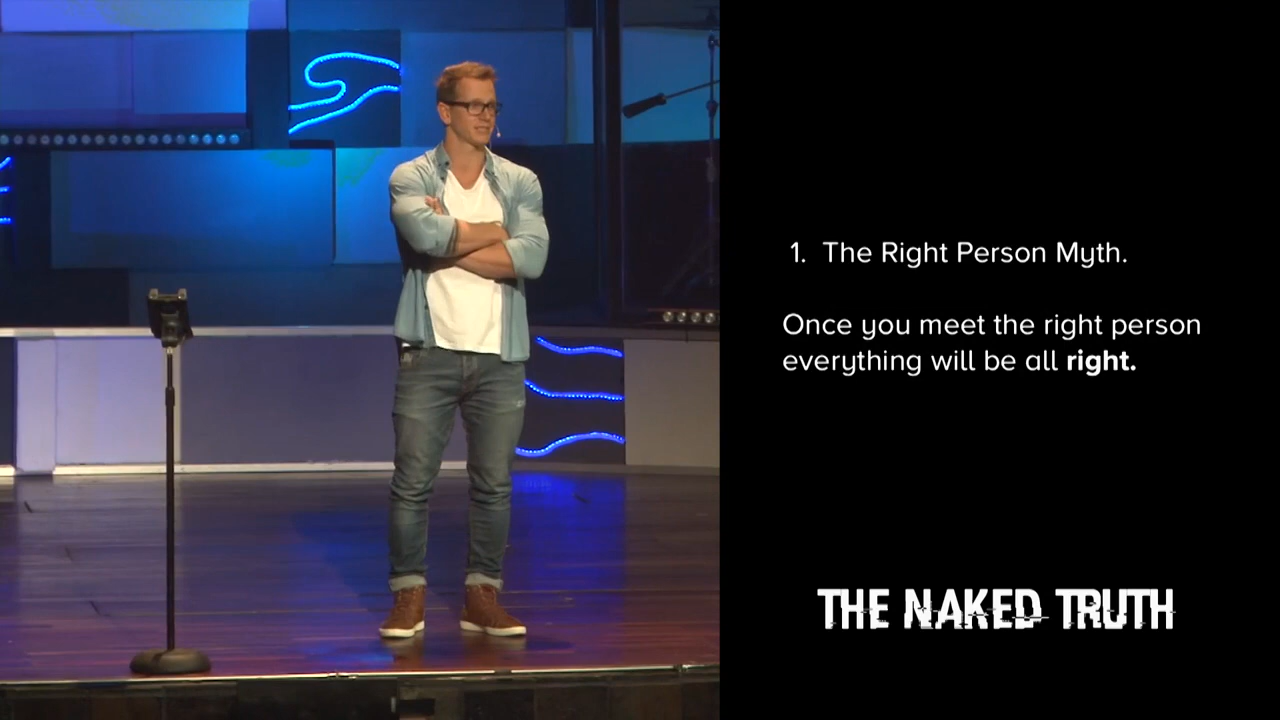 1. The Right Person Myth.
Once you meet the right person
everything will be all right.
THE NAKED TRUTH